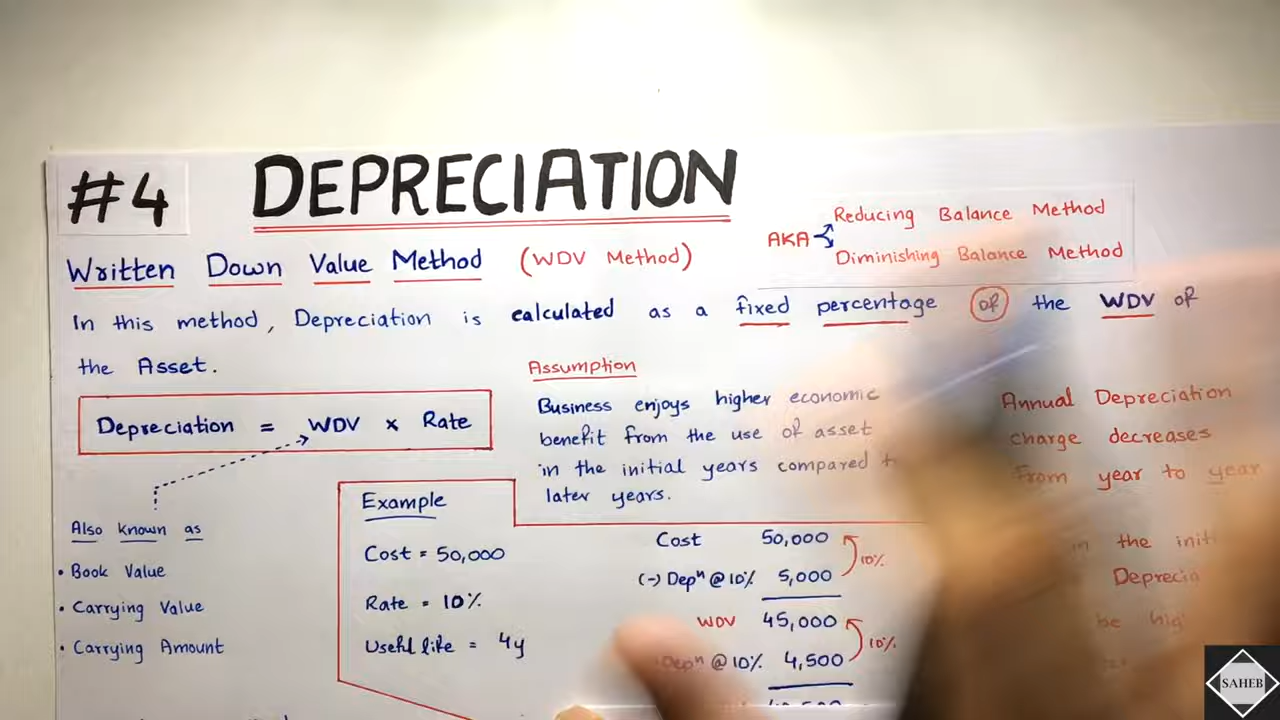 #4 DEPRECIATION
Written Down Value Method (WDV Method)
AKA Reducing Balance Method
Diminishing Balance Method
In this method, Depreciation is calculated as a fixed percentage of the WDV of
the Asset.
Depreciation = WDV × Rate
Also known as
• Book Value
• Carrying Value
• Carrying Amount
Assumption
Business enjoys higher economic
benefit from the use of asset
in the initial years compared
later years.
Annual Depreciation
charge decreases
from year to year
in the
be
Example
Cost = 50,000
Rate = 10%
Useful life = 4y
Cost 50,000
10%
(-) Depⁿ @ 10% 5,000
WDV 45,000
10%
Depⁿ @ 10% 4,500
SAHEB